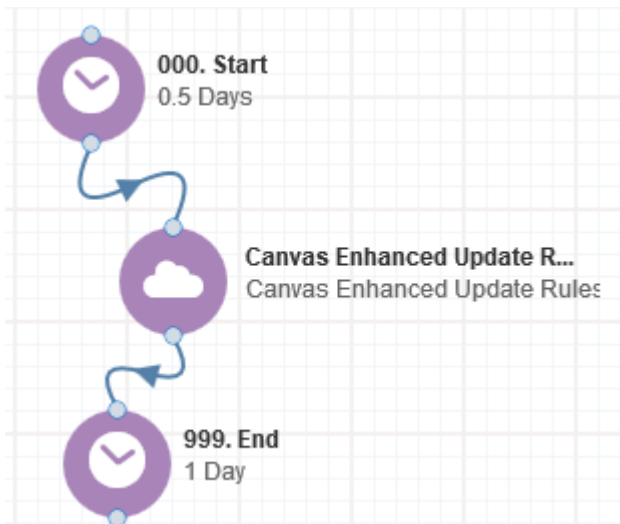 000. Start
0.5 Days
Canvas Enhanced Update R...
Canvas Enhanced Update Rules
999. End
1 Day